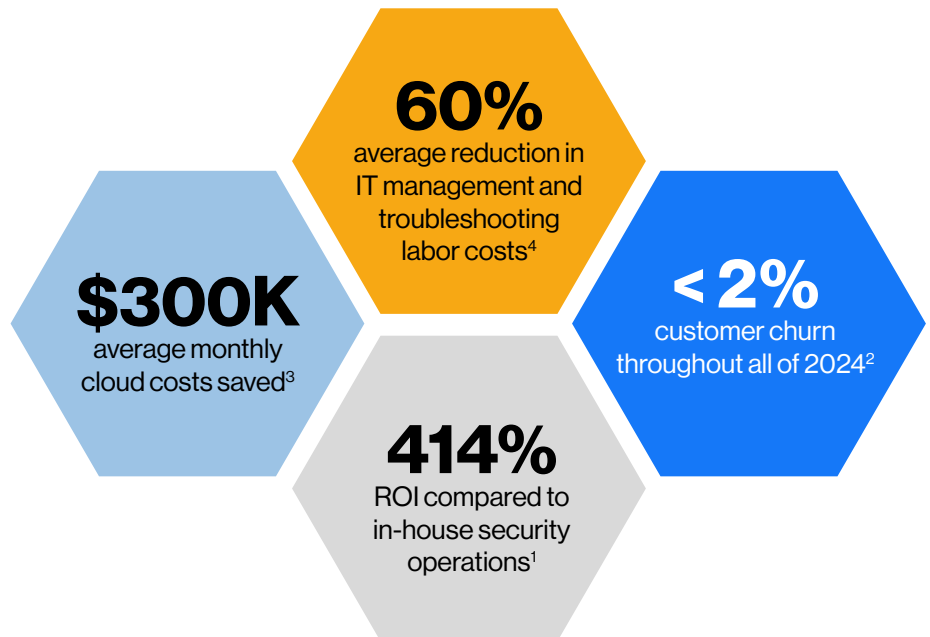 60%
average reduction in
IT management and
troubleshooting
labor costs⁴
$300K
average monthly
cloud costs saved³
< 2%
customer churn
throughout all of 2024²
414%
ROI compared to
in-house security
operations¹